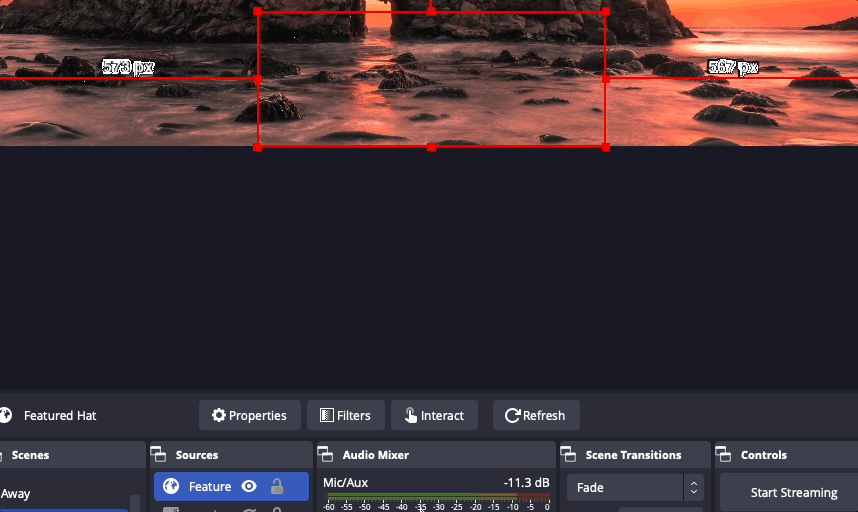 573 px
367 px
Featured Hat
Properties
Filters
Interact
Refresh
Scenes
Sources
Audio Mixer
Scene Transitions
Controls
Away
Feature
Mic/Aux
-11.3 dB
Fade
Start Streaming
-60 -55 -50 -45 -40 -35 -30 -25 -20 -15 -10 -5 0